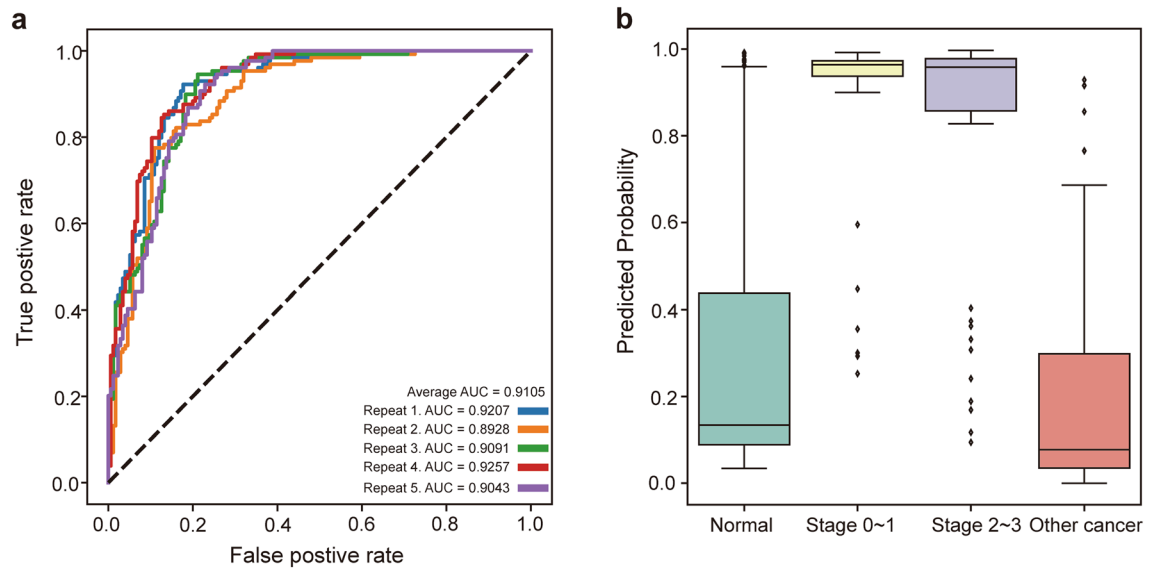 a
True postive rate
1.0
0.8
0.6
0.4
0.2
0.0
Average AUC = 0.9105
Repeat 1. AUC = 0.9207
Repeat 2. AUC = 0.8928
Repeat 3. AUC = 0.9091
Repeat 4. AUC = 0.9257
Repeat 5. AUC = 0.9043
0.0 0.2 0.4 0.6 0.8 1.0
False postive rate
b
Predicted Probability
1.0
0.8
0.6
0.4
0.2
0.0
Normal Stage 0~1 Stage 2~3 Other cancer